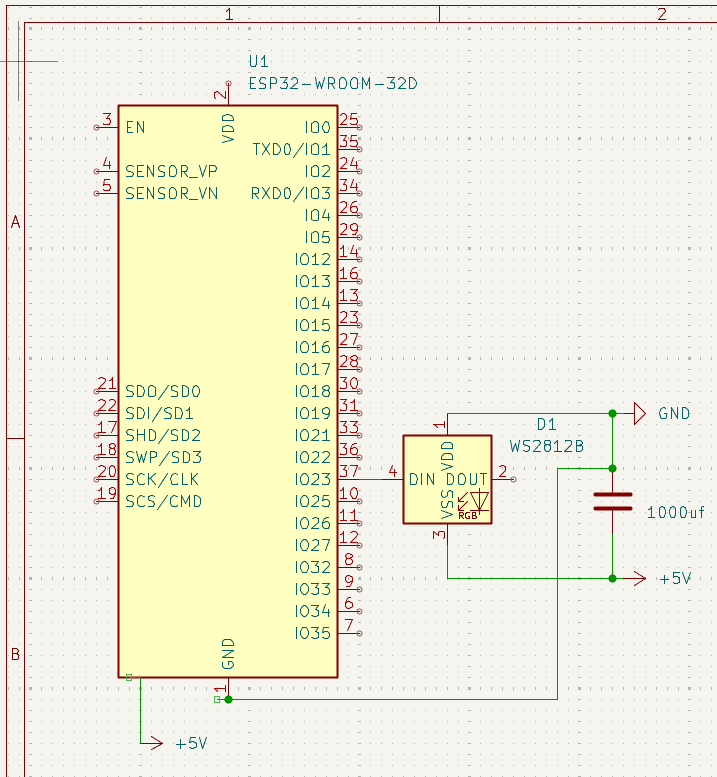 1 2
U1
ESP32-WROOM-32D
2
VDD
3 EN IO0 25
TXD0/IO1 35
4 SENSOR_VP IO2 24
5 SENSOR_VN RXD0/IO3 34
A
IO4 26
IO5 29
IO12 14
IO13 16
IO14 13
IO15 23
IO16 27
IO17 28
21 SDO/SD0 IO18 30
22 SDI/SD1 IO19 31
17 SHD/SD2 IO21 33
18 SWP/SD3 IO22 36
20 SCK/CLK IO23 37
19 SCS/CMD IO25 10
IO26 11
IO27 12
IO32 8
IO33 9
IO34 6
IO35 7
GND
1
+5V
B
D1
WS2812B
1
VDD
4 DIN DOUT 2
VSS
RGB
3
GND
1000uf
+5V